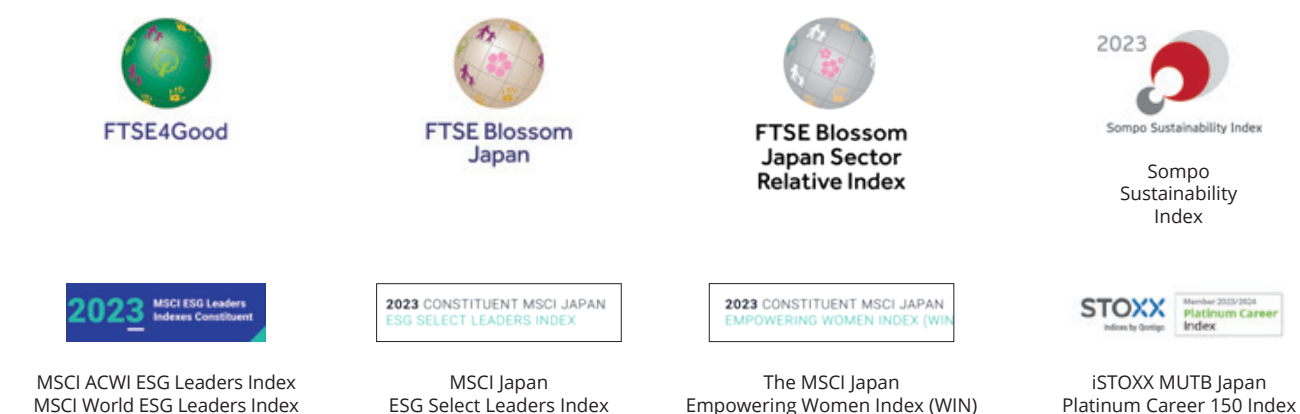 FTSE4Good
FTSE Blossom
Japan
FTSE Blossom
Japan Sector
Relative Index
2023
Sompo Sustainability Index
Sompo
Sustainability
Index
2023 MSCI ESG Leaders
Indexes Constituent
MSCI ACWI ESG Leaders Index
MSCI World ESG Leaders Index
2023 CONSTITUENT MSCI JAPAN
ESG SELECT LEADERS INDEX
MSCI Japan
ESG Select Leaders Index
2023 CONSTITUENT MSCI JAPAN
EMPOWERING WOMEN INDEX (WIN
The MSCI Japan
Empowering Women Index (WIN)
STOXX
Indices by Qontigo
Member 2023/2024
Platinum Career
Index
iSTOXX MUTB Japan
Platinum Career 150 Index